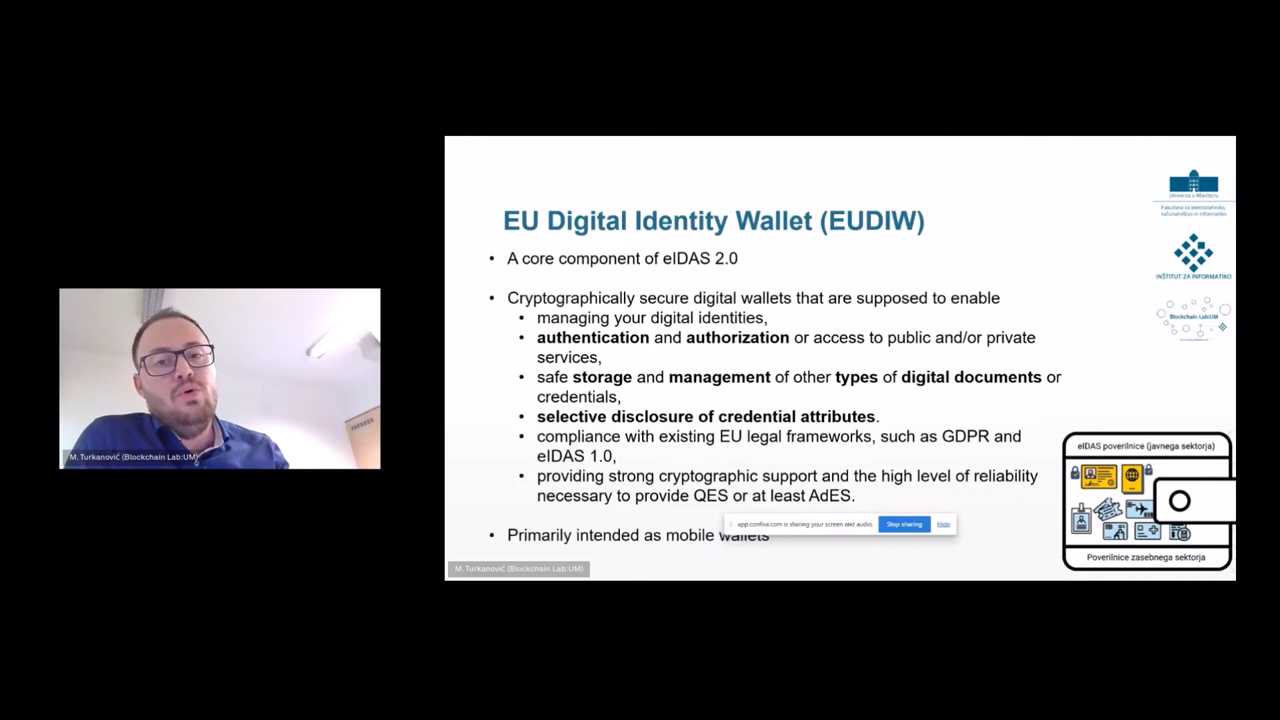 EU Digital Identity Wallet (EUDIW)
• A core component of eIDAS 2.0
• Cryptographically secure digital wallets that are supposed to enable
• managing your digital identities,
• authentication and authorization or access to public and/or private
services,
• safe storage and management of other types of digital documents or
credentials,
• selective disclosure of credential attributes.
• compliance with existing EU legal frameworks, such as GDPR and
eIDAS 1.0,
• providing strong cryptographic support and the high level of reliability
necessary to provide QES or at least AdES.
• Primarily intended as mobile wallets
app.confiva.com is sharing your screen and audio. Stop sharing Hide
M. Turkanović (Blockchain Lab:UM)
M. Turkanović (Blockchain Lab:UM)
Univerza v Mariboru
Fakulteta za elektrotehniko,
računalništvo in informatiko
INŠTITUT ZA INFORMATIKO
Blockchain Lab:UM
eIDAS poverilnice (javnega sektorja)
Poverilnice zasebnega sektorja